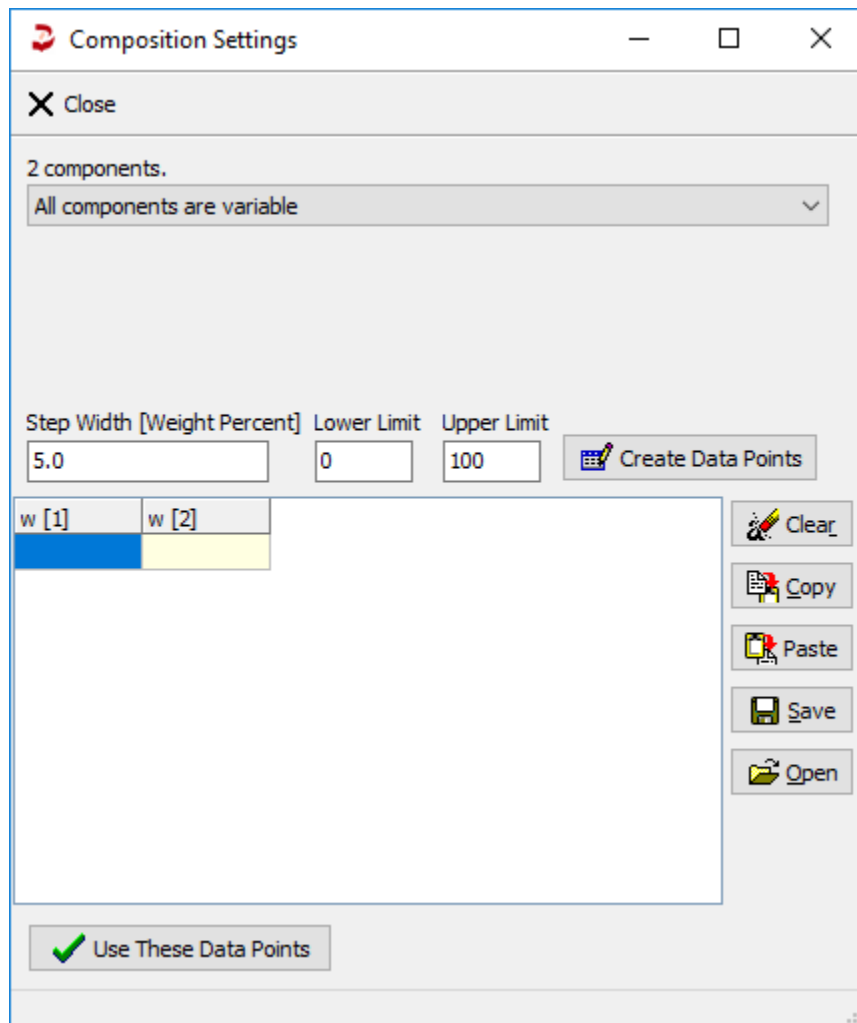 Composition Settings
Close
2 components.
All components are variable
Step Width [Weight Percent] Lower Limit Upper Limit
5.0 0 100 Create Data Points
w [1] w [2]
Clear
Copy
Paste
Save
Open
Use These Data Points